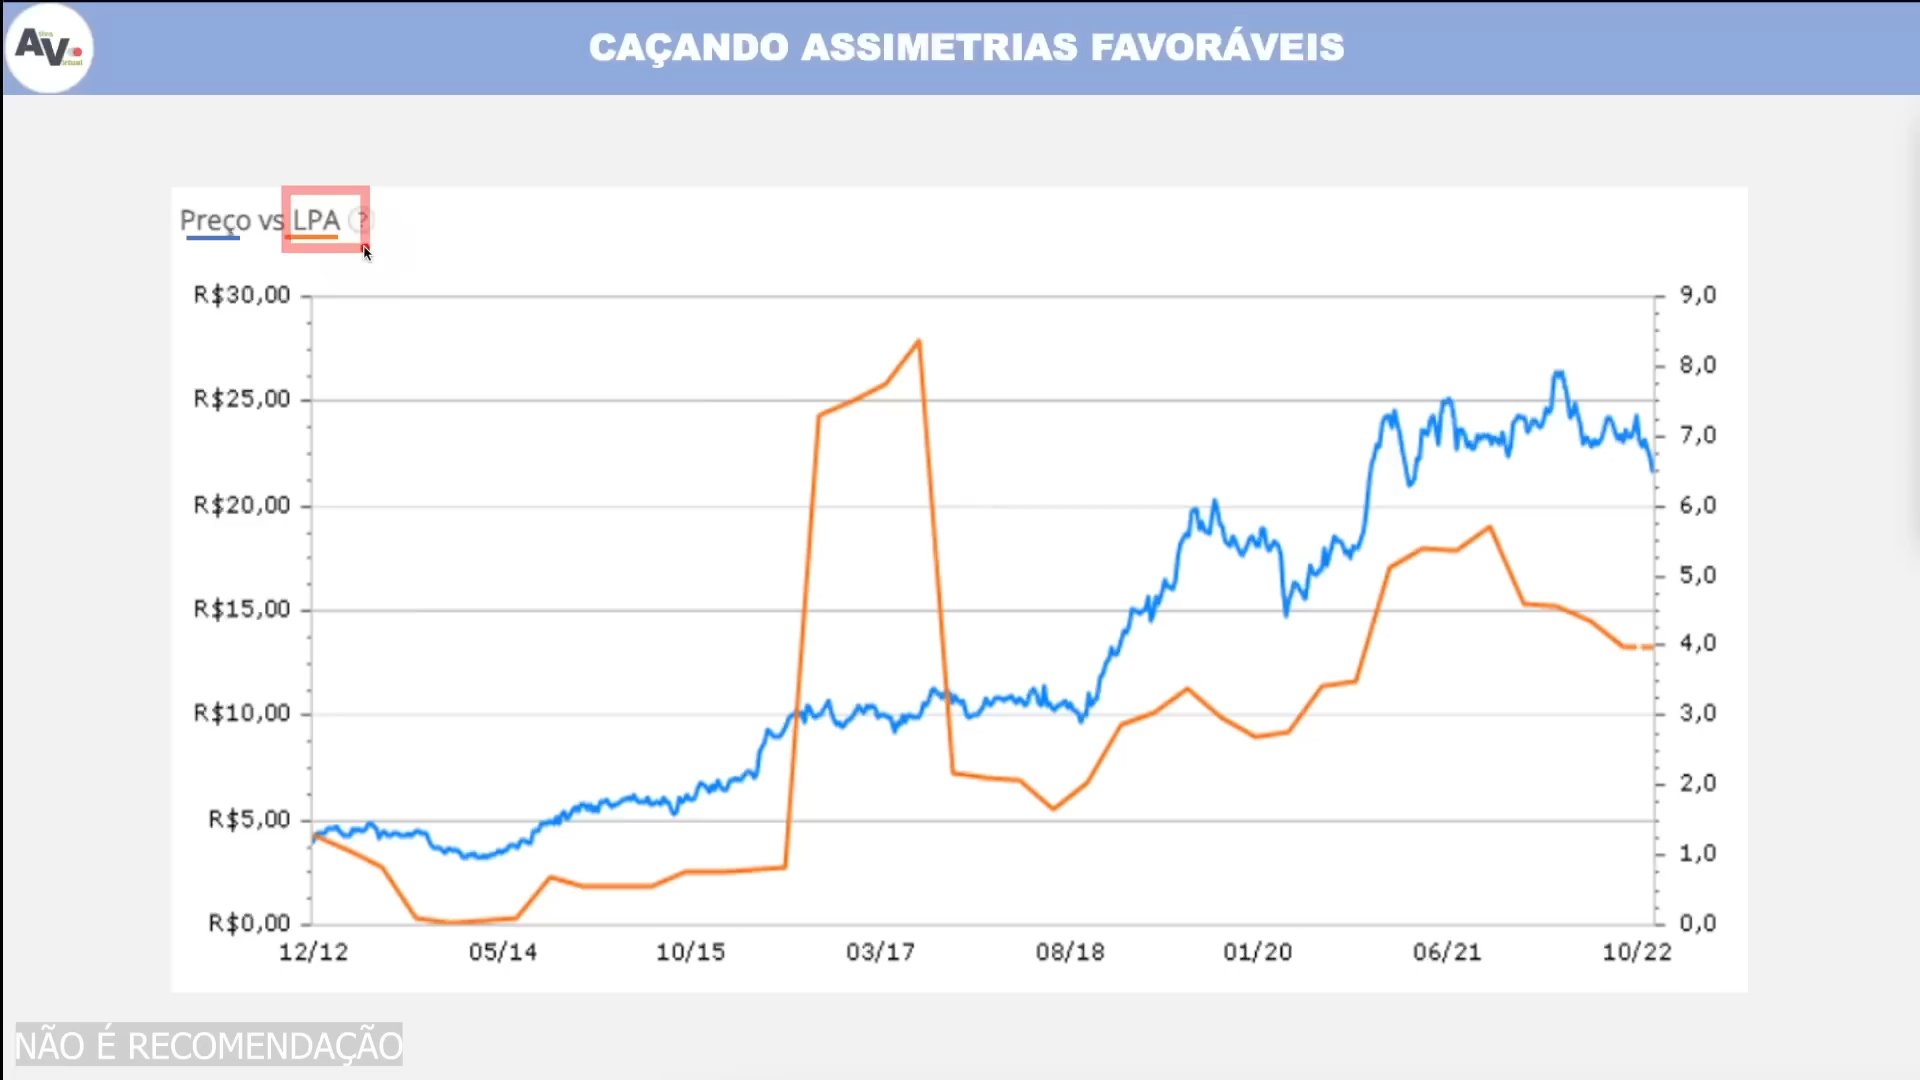 AV
CAÇANDO ASSIMETRIAS FAVORÁVEIS
Preço vs LPA ?
R$30,00 9,0
8,0
R$25,00
7,0
R$20,00 6,0
5,0
R$15,00
4,0
R$10,00 3,0
2,0
R$5,00
1,0
R$0,00 0,0
12/12 05/14 10/15 03/17 08/18 01/20 06/21 10/22
NÃO É RECOMENDAÇÃO